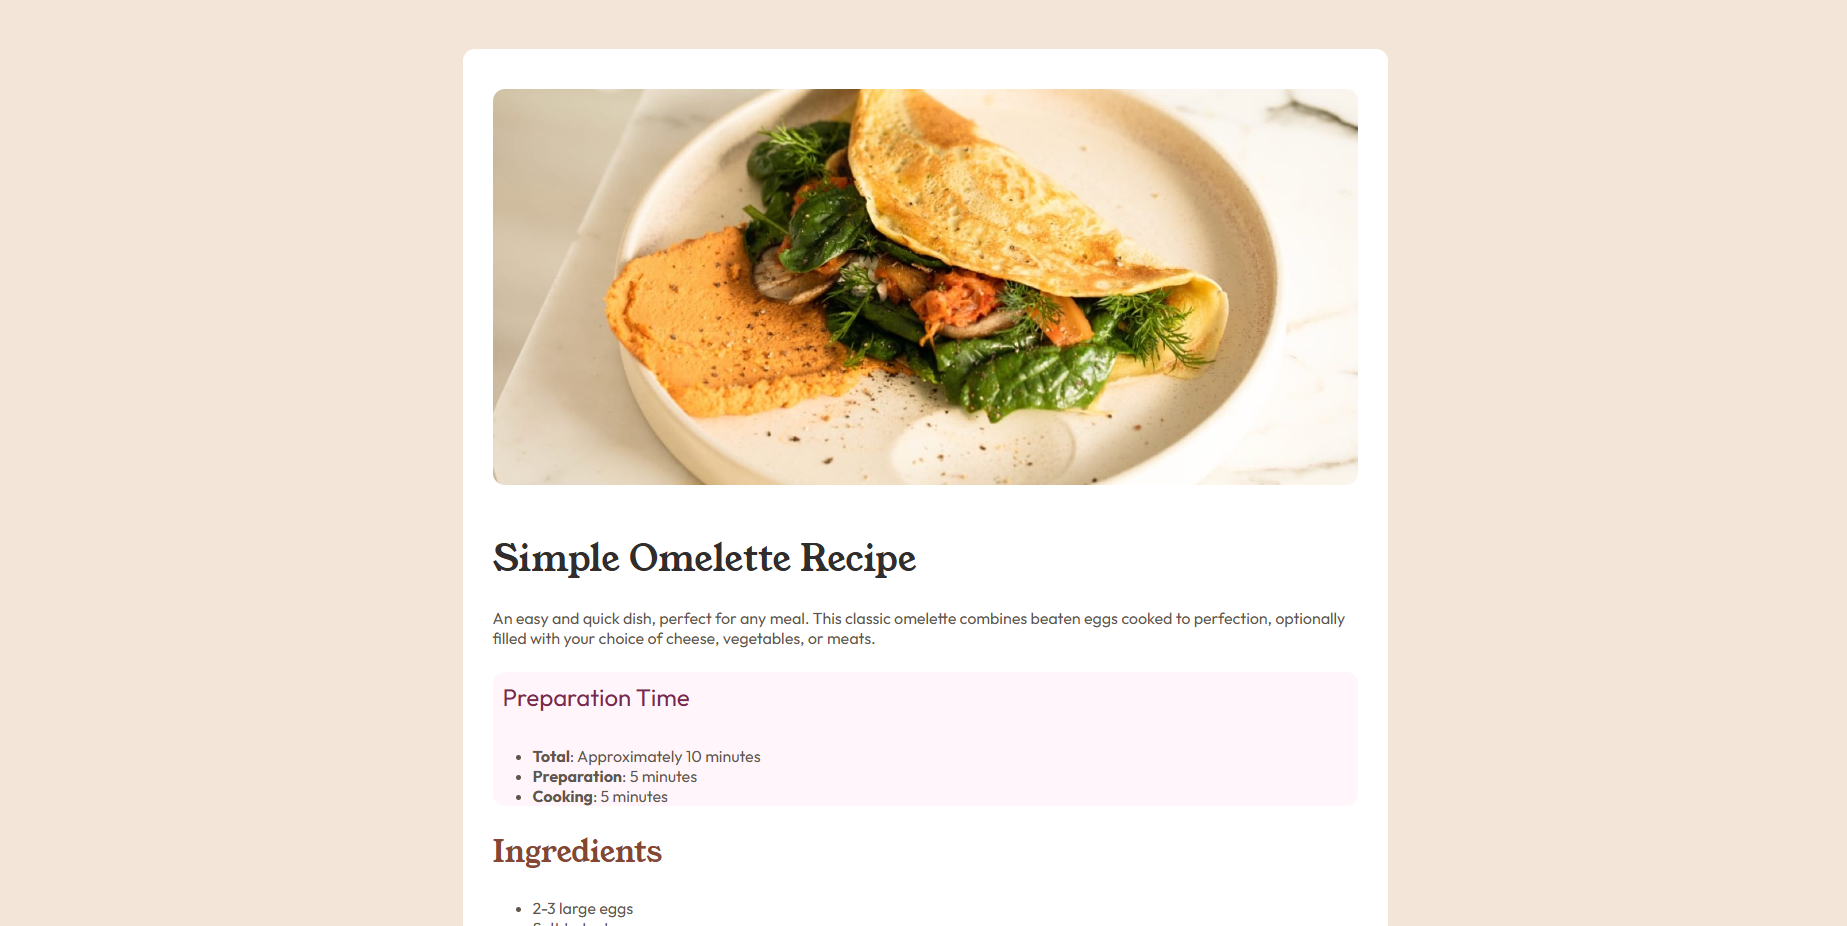 Simple Omelette Recipe
An easy and quick dish, perfect for any meal. This classic omelette combines beaten eggs cooked to perfection, optionally
filled with your choice of cheese, vegetables, or meats.
Preparation Time
Total: Approximately 10 minutes
Preparation: 5 minutes
Cooking: 5 minutes
Ingredients
2-3 large eggs